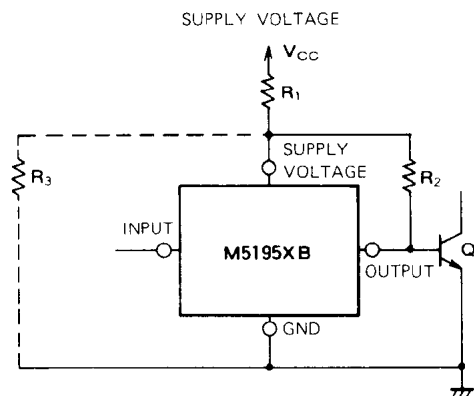 SUPPLY VOLTAGE
VCC
R1
SUPPLY
VOLTAGE
R3
R2
INPUT
M5195XB
OUTPUT
Q
GND